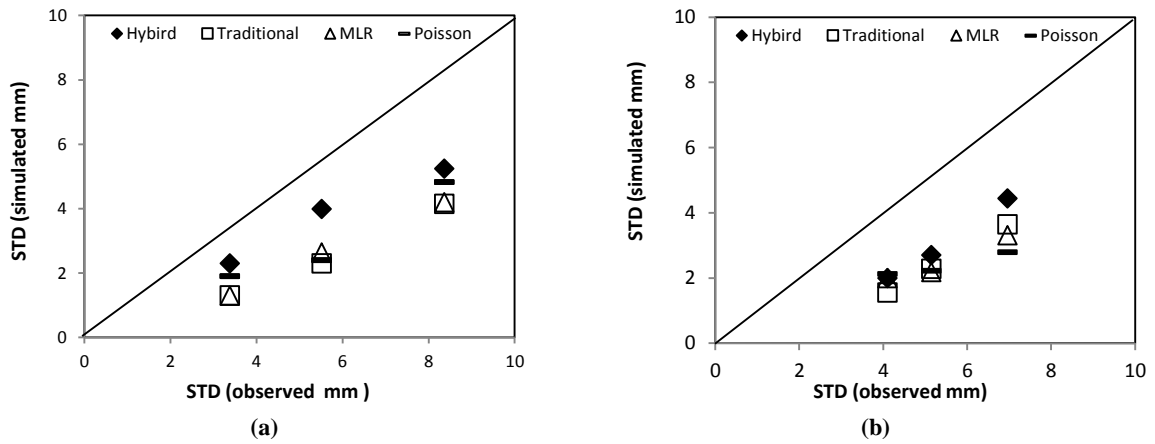 Hybird Traditional MLR Poisson
10
8
6
4
2
0
0 2 4 6 8 10
STD (simulated mm)
STD (observed mm )
(a)
Hybird Traditional MLR Poisson
10
8
6
4
2
0
0 2 4 6 8 10
STD (simulated mm)
STD (observed mm)
(b)